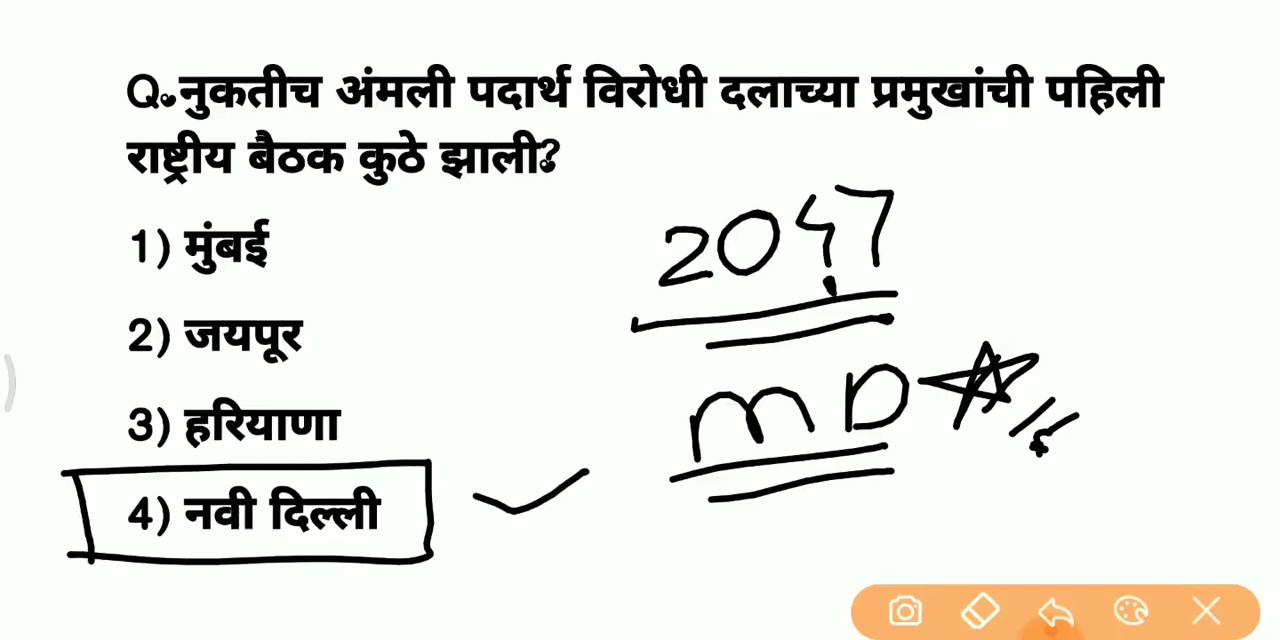 Q. नुकतीच अंमली पदार्थ विरोधी दलाच्या प्रमुखांची पहिली
राष्ट्रीय बैठक कुठे झाली?
2047
1) मुंबई
2) जयपूर
MD
3) हरियाणा
4) नवी दिल्ली